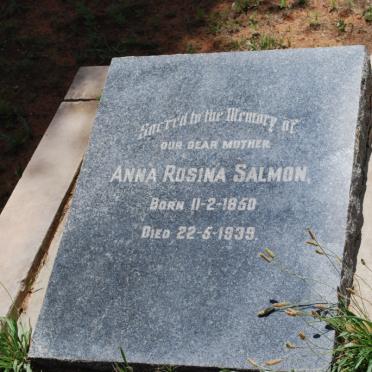 Sacred to the Memory of
OUR DEAR MOTHER
ANNA ROSINA SALMON.
BORN 11-2-1850
DIED 22-5-1939.